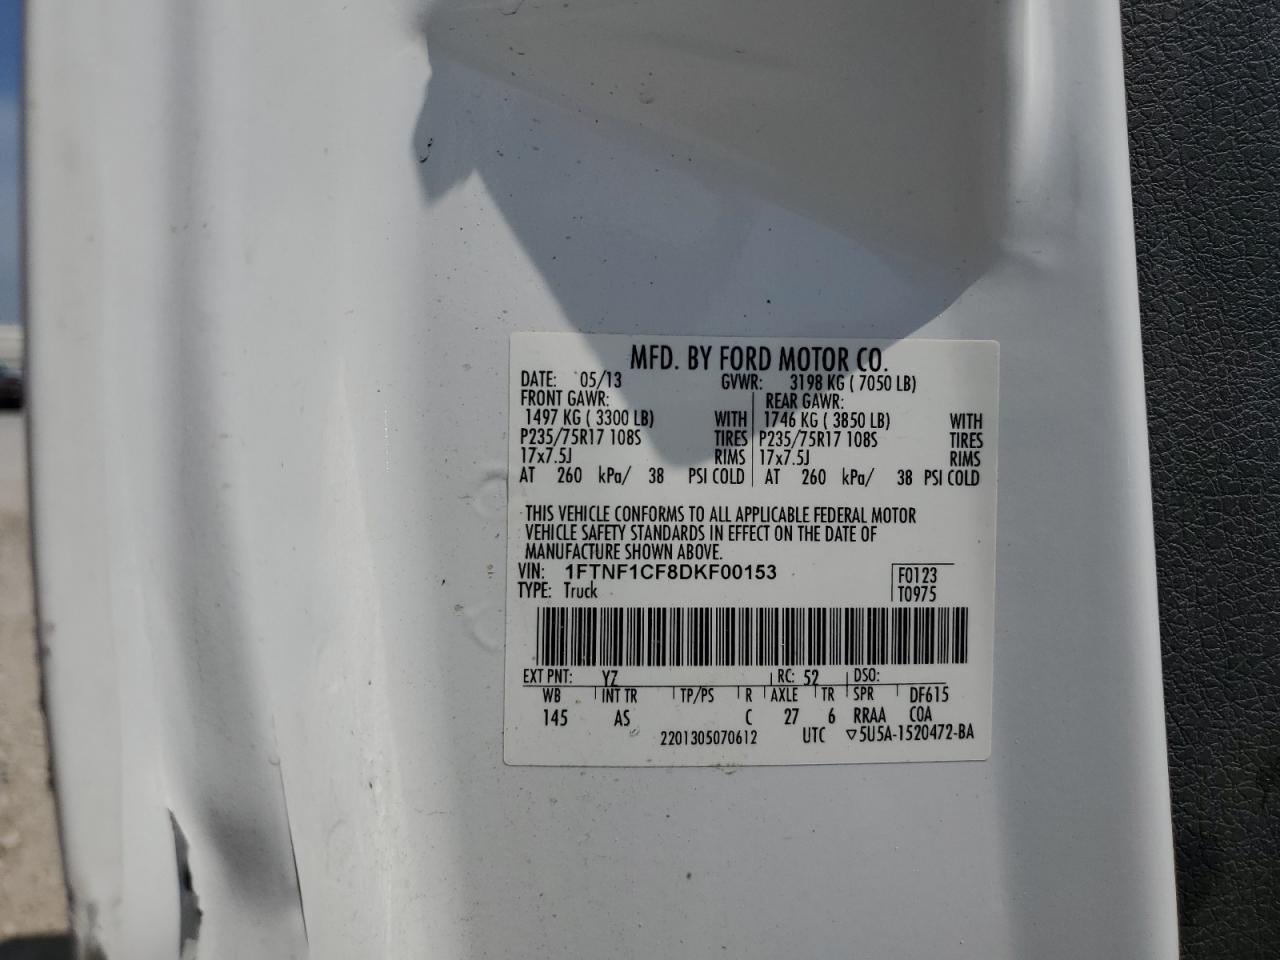 MFD. BY FORD MOTOR CO.
DATE: 05/13 GVWR: 3198 KG ( 7050 LB)
FRONT GAWR: REAR GAWR:
1497 KG ( 3300 LB) WITH 1746 KG ( 3850 LB) WITH
P235/75R17 108S TIRES P235/75R17 108S TIRES
17x7.5J RIMS 17x7.5J RIMS
AT 260 kPa/ 38 PSI COLD AT 260 kPa/ 38 PSI COLD
THIS VEHICLE CONFORMS TO ALL APPLICABLE FEDERAL MOTOR
VEHICLE SAFETY STANDARDS IN EFFECT ON THE DATE OF
MANUFACTURE SHOWN ABOVE.
VIN: 1FTNF1CF8DKF00153 F0123
TYPE: Truck T0975
EXT PNT: YZ RC: 52 DSO:
WB INT TR TP/PS R AXLE TR SPR DF615
145 AS C 27 6 RRAA COA
2201305070612 UTC ▽5U5A-1520472-BA